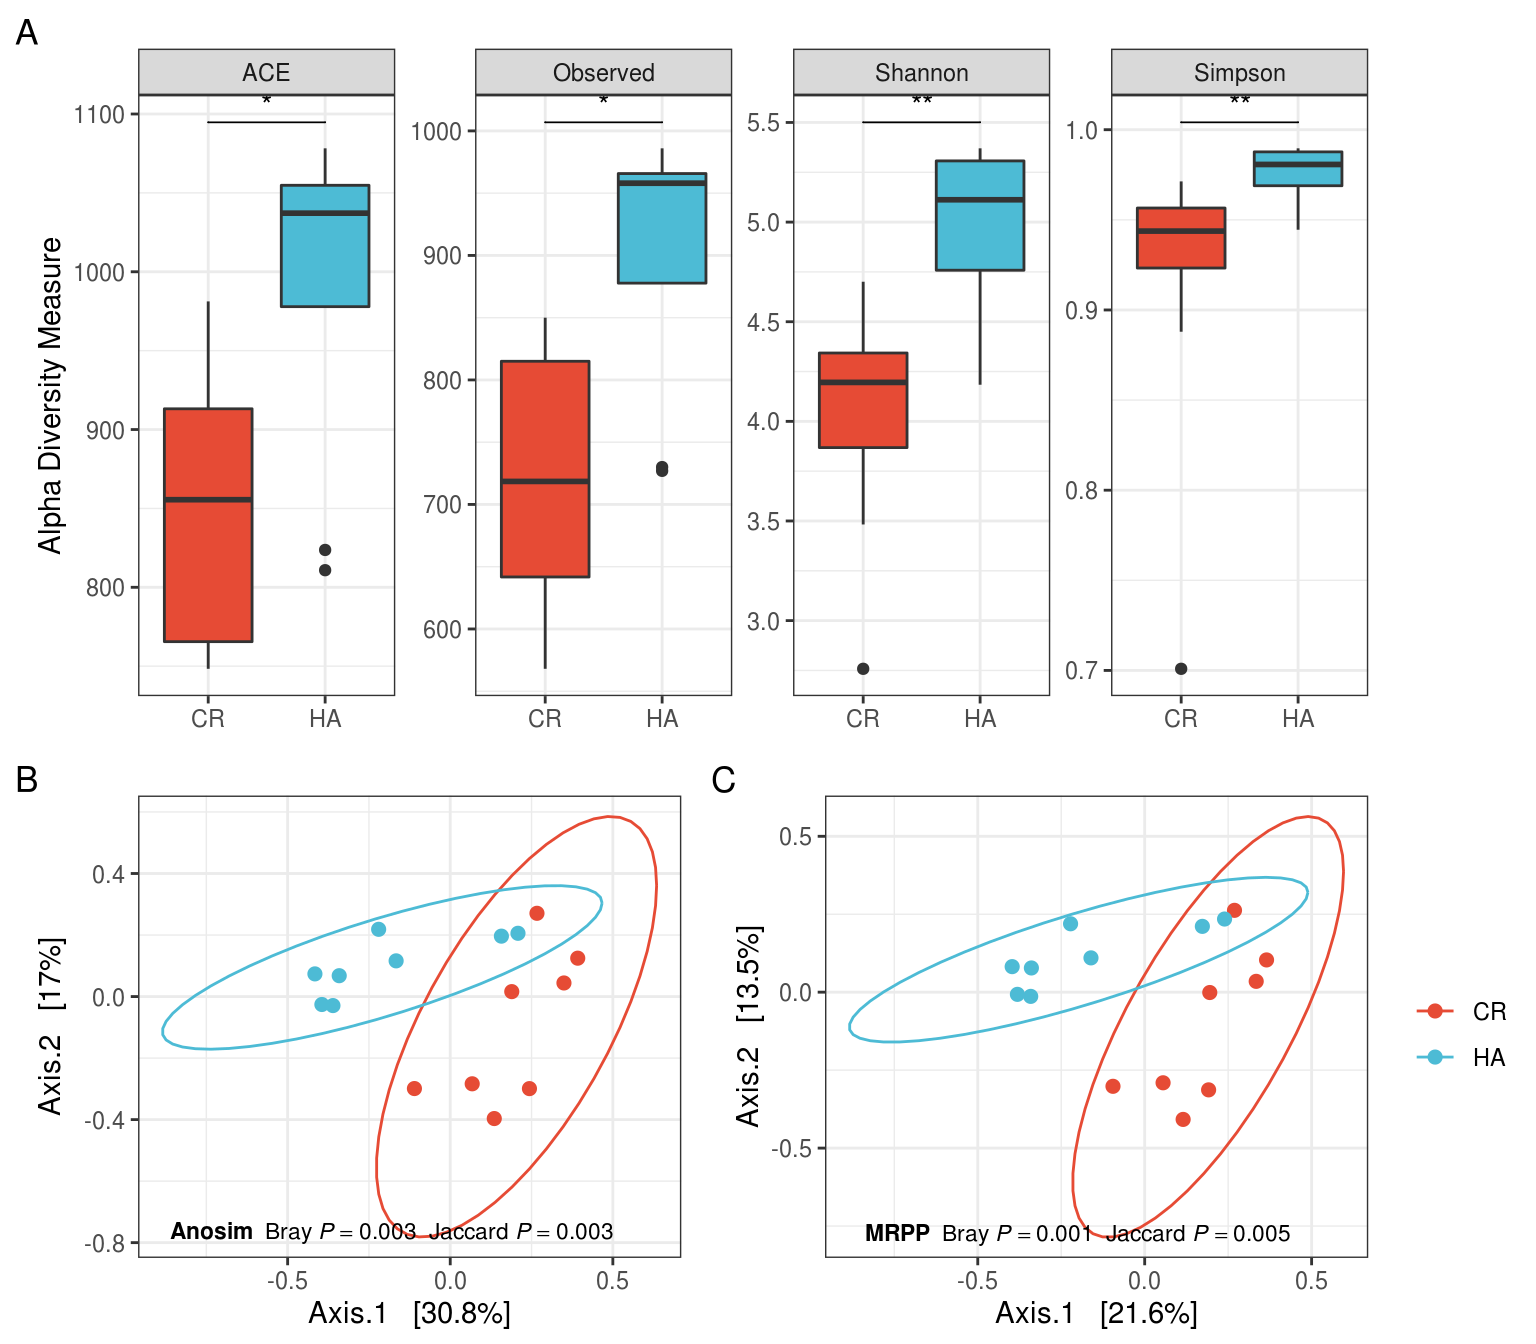 A
ACE Observed Shannon Simpson
* * ** **
Alpha Diversity Measure
1100
1000
900
800
1000
900
800
700
600
5.5
5.0
4.5
4.0
3.5
3.0
1.0
0.9
0.8
0.7
CR HA CR HA CR HA CR HA
B
Axis.2 [17%]
0.4
0.0
-0.4
-0.8
Anosim Bray P = 0.003 Jaccard P = 0.003
-0.5 0.0 0.5
Axis.1 [30.8%]
C
Axis.2 [13.5%]
0.5
0.0
-0.5
MRPP Bray P = 0.001 Jaccard P = 0.005
-0.5 0.0 0.5
Axis.1 [21.6%]
CR
HA